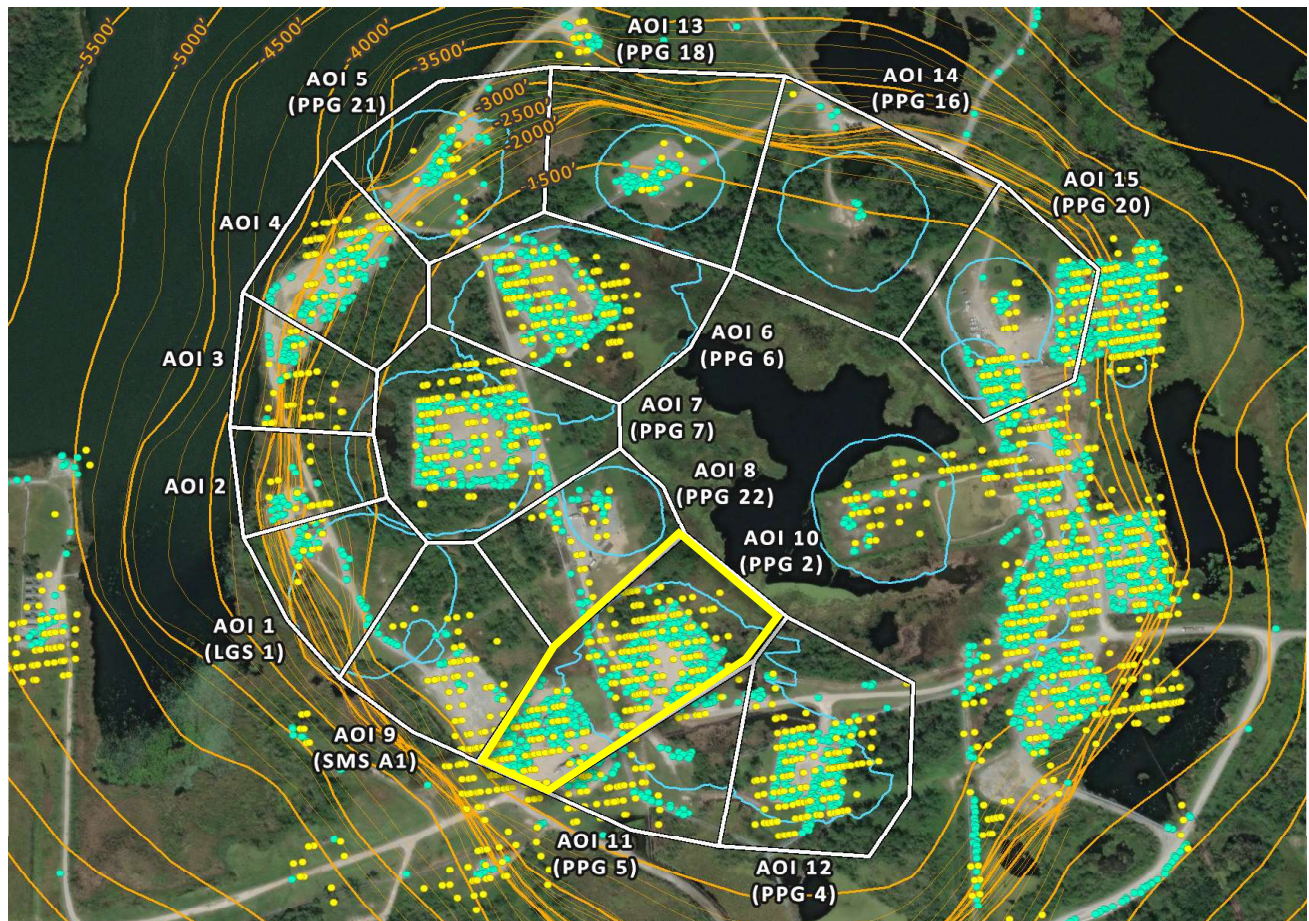 -5500'
-5000'
-4500'
-4000'
-3500'
-3000'
-2500'
-2000'
-1500'
AOI 13
(PPG 18)
AOI 14
(PPG 16)
AOI 5
(PPG 21)
AOI 15
(PPG 20)
AOI 4
AOI 3
AOI 6
(PPG 6)
AOI 7
(PPG 7)
AOI 2
AOI 8
(PPG 22)
AOI 10
(PPG 2)
AOI 1
(LGS 1)
AOI 9
(SMS A1)
AOI 11
(PPG 5)
AOI 12
(PPG 4)